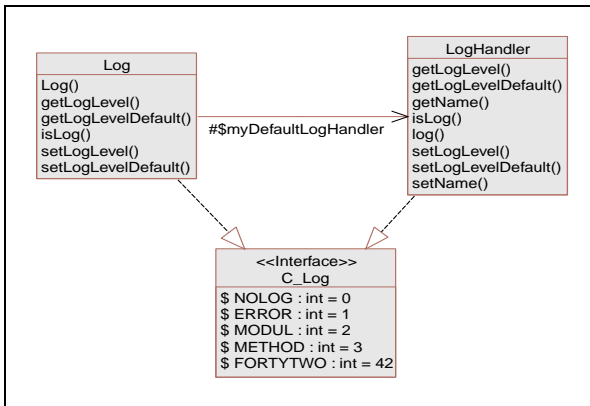 Log
Log()
getLogLevel()
getLogLevelDefault()
isLog()
setLogLevel()
setLogLevelDefault()
#$myDefaultLogHandler
LogHandler
getLogLevel()
getLogLevelDefault()
getName()
isLog()
log()
setLogLevel()
setLogLevelDefault()
setName()
<<Interface>>
C_Log
$ NOLOG : int = 0
$ ERROR : int = 1
$ MODUL : int = 2
$ METHOD : int = 3
$ FORTYTWO : int = 42